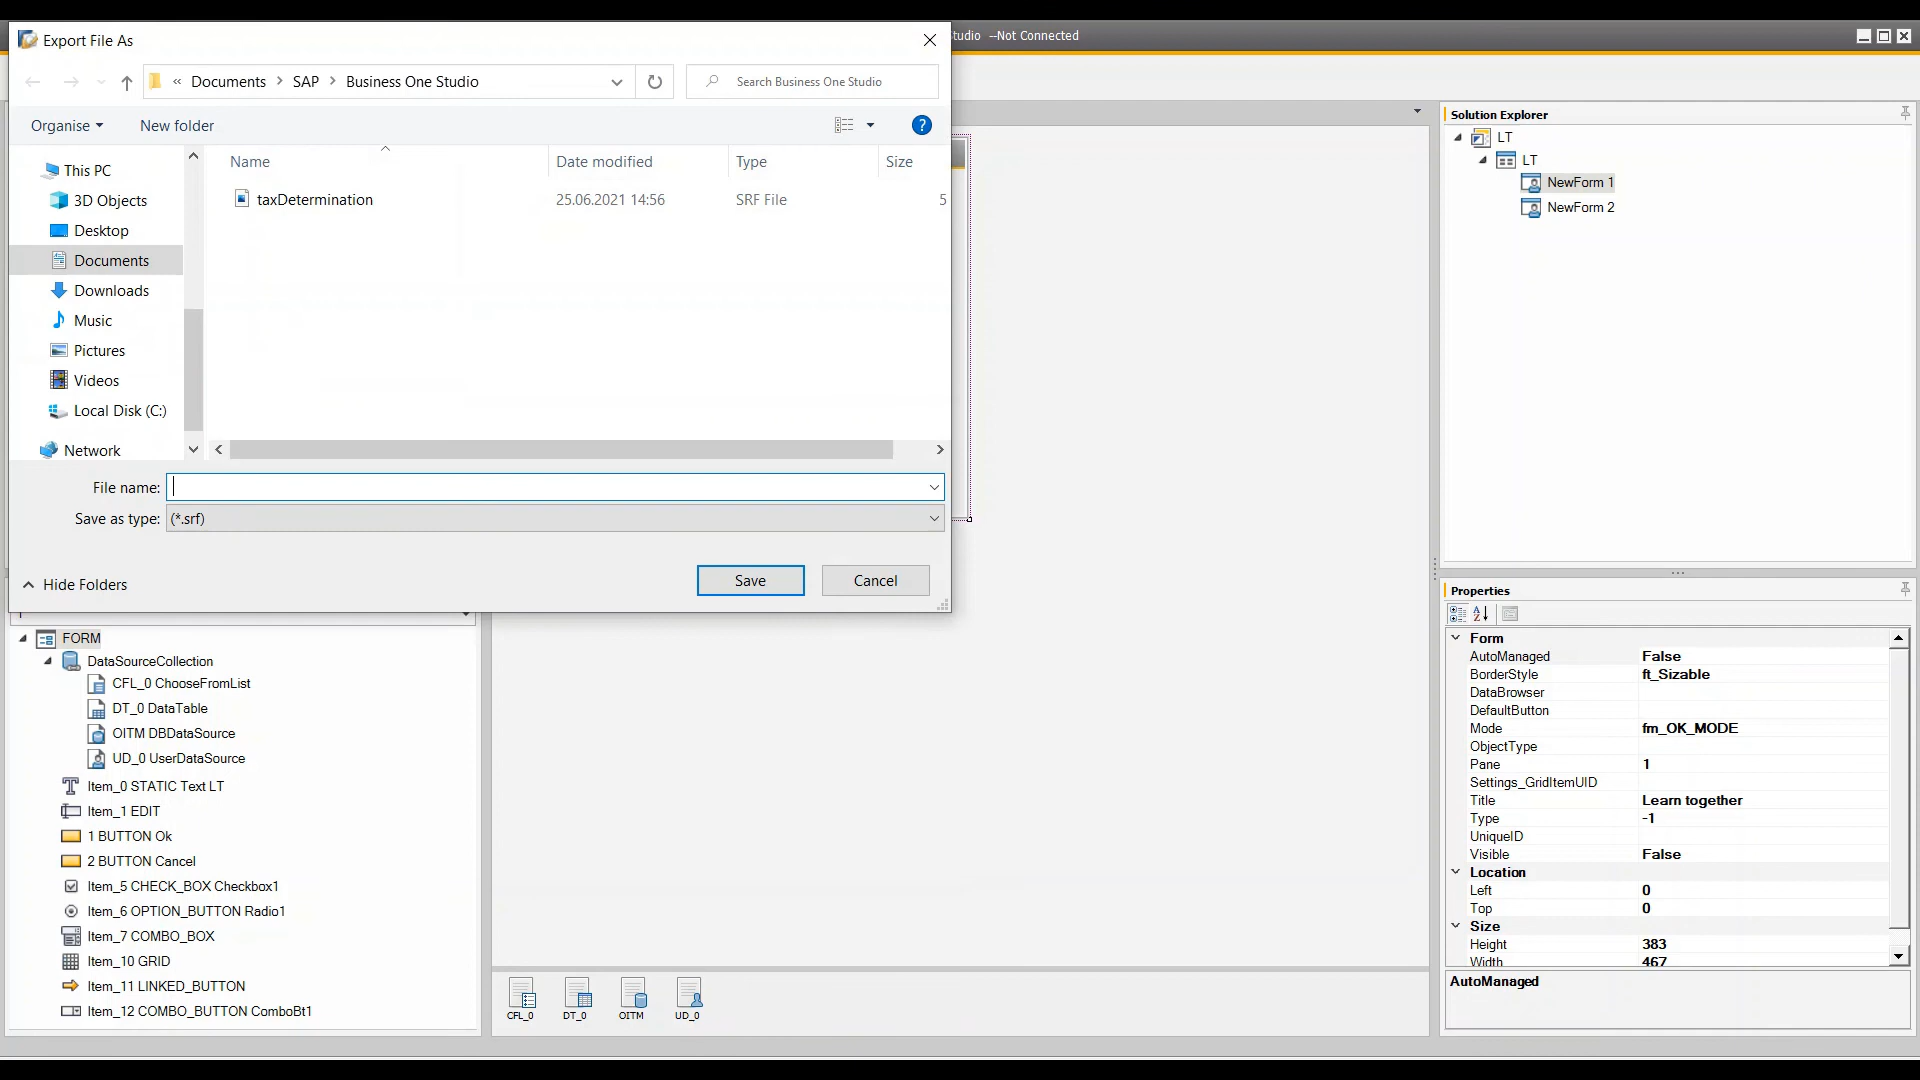 Export File As
Studio --Not Connected
« Documents > SAP > Business One Studio
Search Business One Studio
Organise
New folder
Name
Date modified
Type
Size
taxDetermination
25.06.2021 14:56
SRF File
5
This PC
3D Objects
Desktop
Documents
Downloads
Music
Pictures
Videos
Local Disk (C:)
Network
File name:
Save as type:
(*.srf)
Hide Folders
Save
Cancel
FORM
DataSourceCollection
CFL_0 ChooseFromList
DT_0 DataTable
OITM DBDataSource
UD_0 UserDataSource
Item_0 STATIC Text LT
Item_1 EDIT
1 BUTTON Ok
2 BUTTON Cancel
Item_5 CHECK_BOX Checkbox1
Item_6 OPTION_BUTTON Radio1
Item_7 COMBO_BOX
Item_10 GRID
Item_11 LINKED_BUTTON
Item_12 COMBO_BUTTON ComboBt1
CFL_0
DT_0
OITM
UD_0
Solution Explorer
LT
LT
NewForm 1
NewForm 2
Properties
Form
AutoManaged False
BorderStyle ft_Sizable
DataBrowser
DefaultButton
Mode fm_OK_MODE
ObjectType
Pane 1
Settings_GridItemUID
Title Learn together
Type -1
UniqueID
Visible False
Location
Left 0
Top 0
Size
Height 383
Width 467
AutoManaged